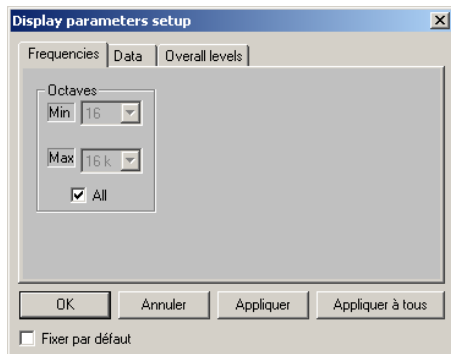 Display parameters setup
Frequencies Data Overall levels
Octaves
Min 16
Max 16 k
All
OK Annuler Appliquer Appliquer à tous
Fixer par défaut